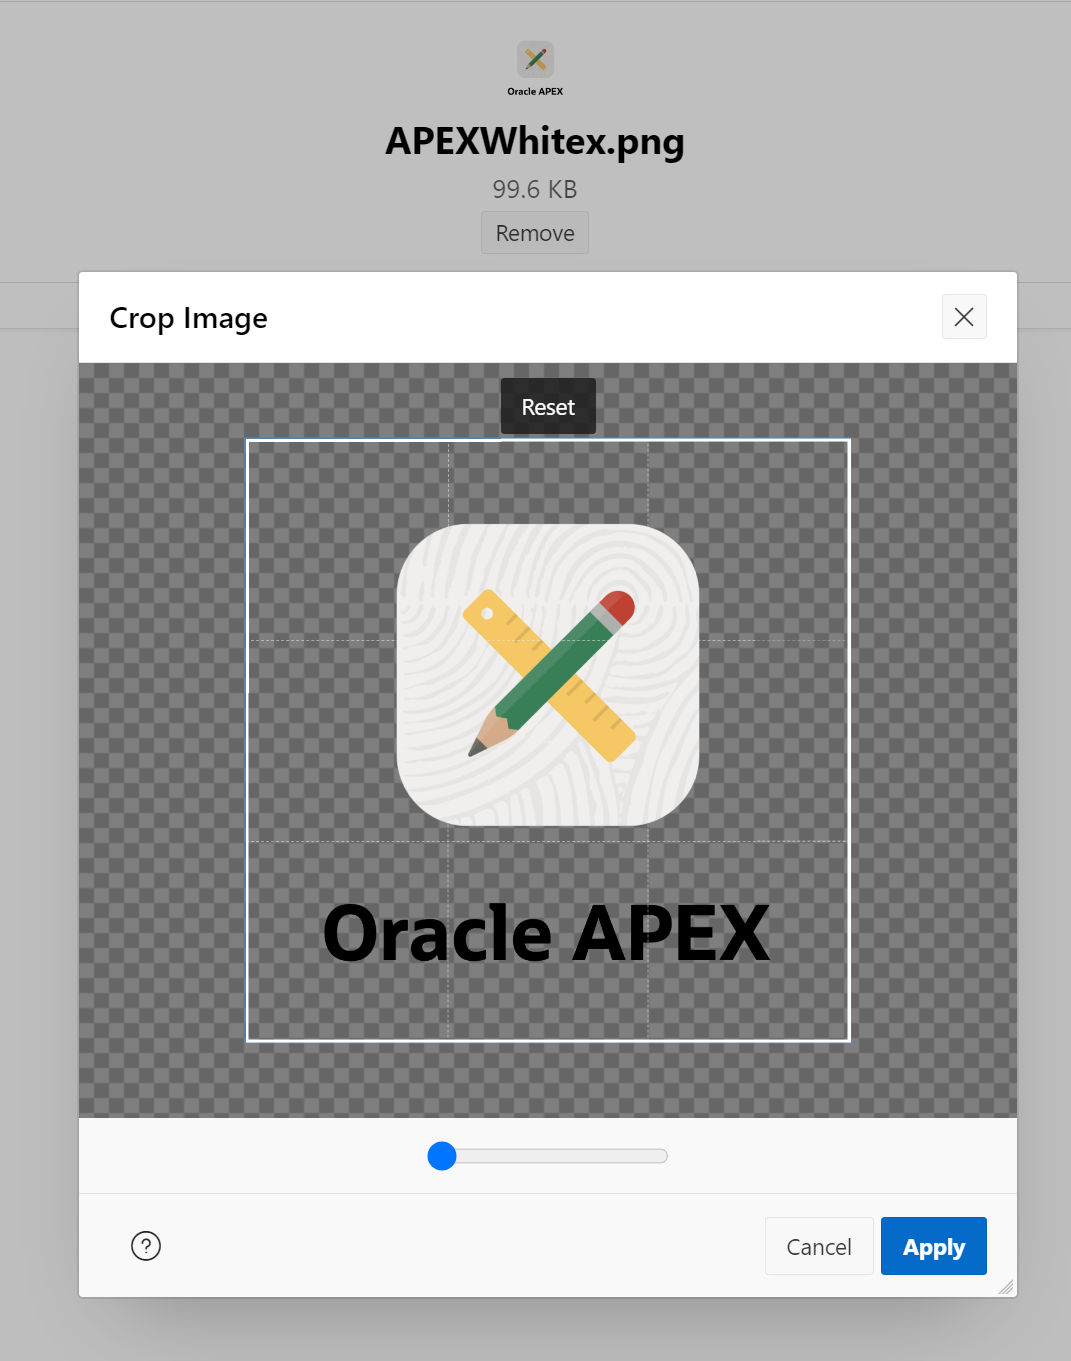 Oracle APEX
APEXWhitex.png
99.6 KB
Remove
Crop Image
Reset
Oracle APEX
?
Cancel
Apply